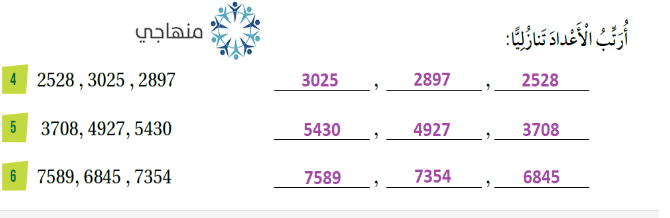 منهاجي
أُرَتِّبُ الْأَعْدادَ تَنازُلِيًّا:
4 2528 , 3025 , 2897 3025 , 2897 , 2528
5 3708, 4927, 5430 5430 , 4927 , 3708
6 7589, 6845 , 7354 7589 , 7354 , 6845